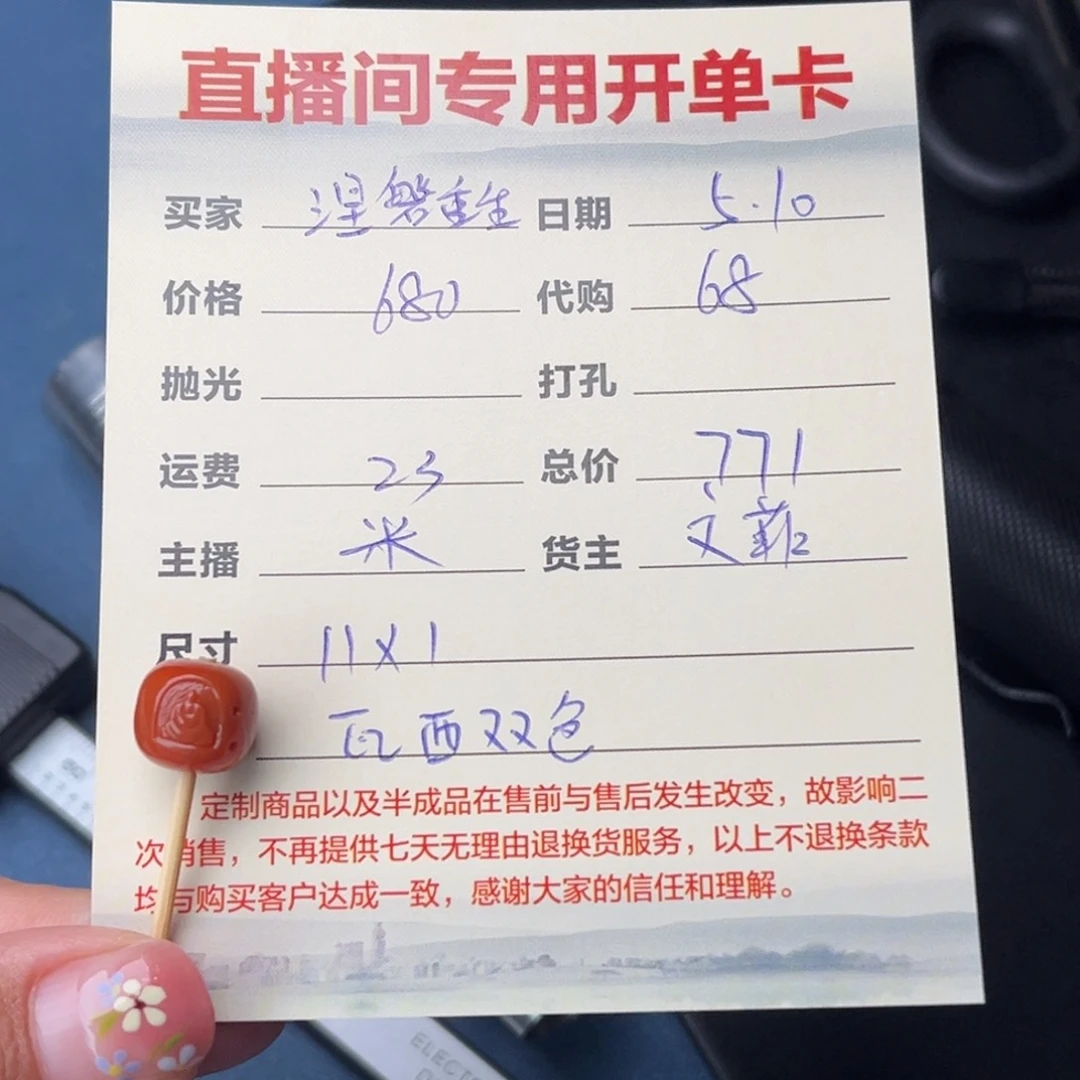 直播间专用开单卡
买家 涅磐重生 日期 5.10
价格 680 代购 68
抛光 打孔
运费 23 总价 771
主播 米 货主
尺寸 11X1
瓦西双色
定制商品以及半成品在售前与售后发生改变，故影响二
次销售，不再提供七天无理由退换货服务，以上不退换条款
均与购买客户达成一致，感谢大家的信任和理解。